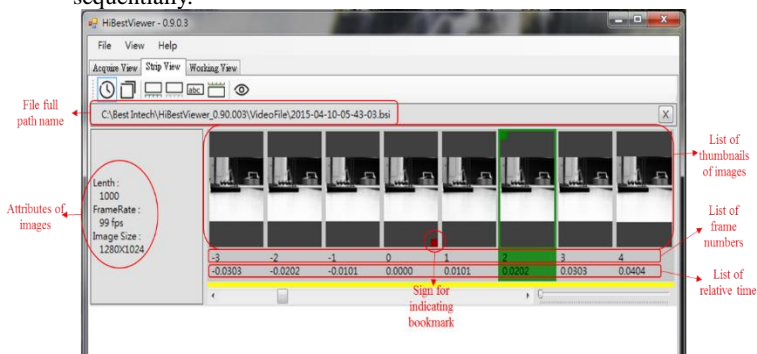 sequentially.
HiBestViewer - 0.9.0.3
File View Help
Acquire View Strip View Working View
abc
File full
path name
C:\Best Intech\HiBestViewer_0.90.003\VideoFile\2015-04-10-05-43-03.bsi
X
List of
thumbnails
of images
Lenth :
1000
FrameRate :
99 fps
Image Size :
1280X1024
Attributes of
images
List of
frame
numbers
-3 -2 -1 0 1 2 3 4
-0.0303 -0.0202 -0.0101 0.0000 0.0101 0.0202 0.0303 0.0404
List of
relative time
Sign for
indicating
bookmark